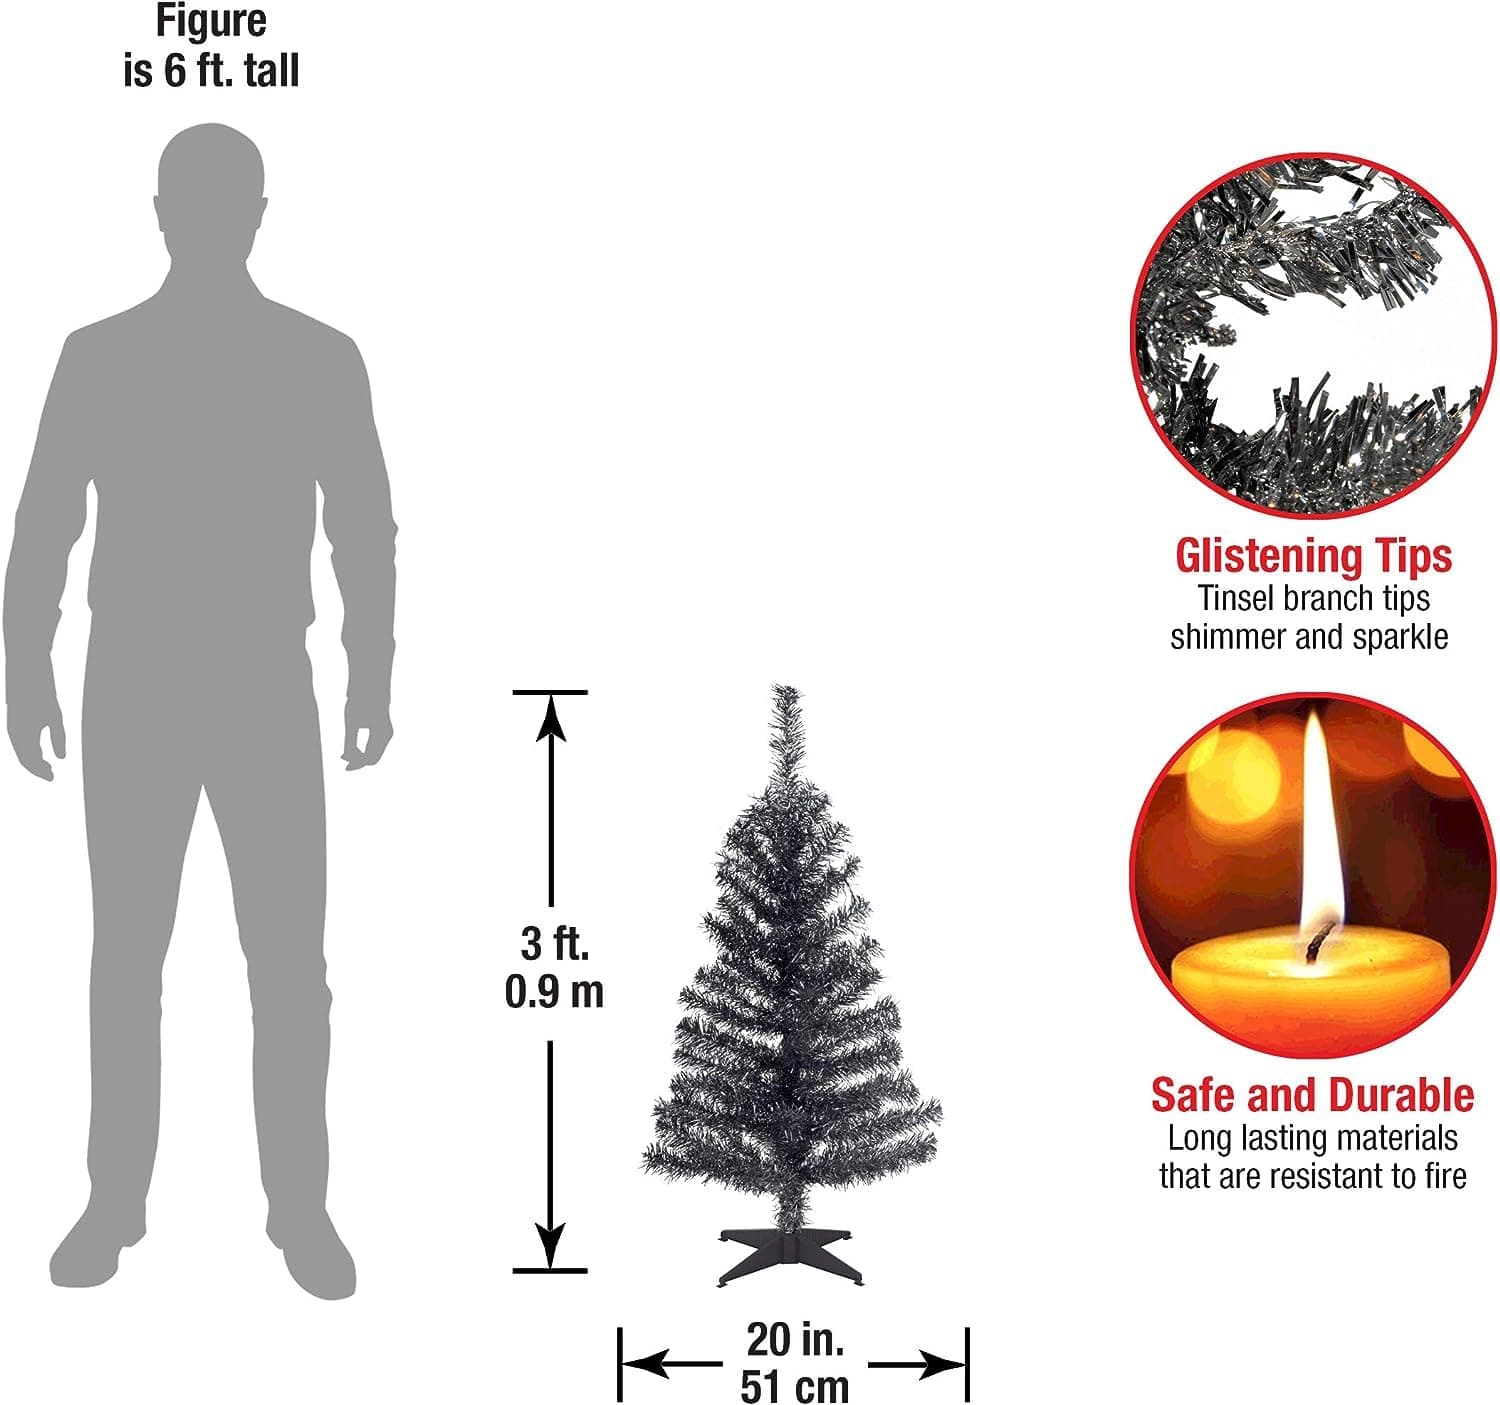 Figure
is 6 ft. tall
3 ft.
0.9 m
20 in.
51 cm
Glistening Tips
Tinsel branch tips
shimmer and sparkle
Safe and Durable
Long lasting materials
that are resistant to fire